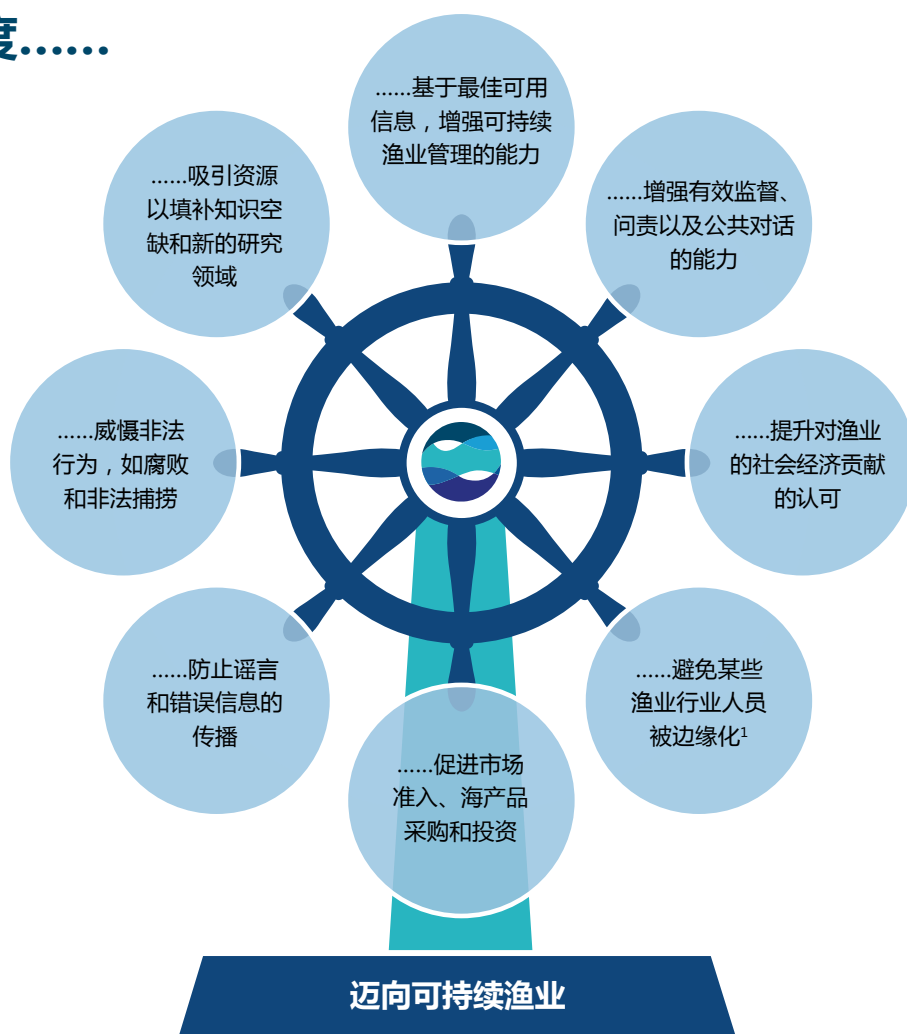 度......
......基于最佳可用
信息，增强可持续
渔业管理的能力
......增强有效监督、
问责以及公共对话
的能力
......提升对渔业
的社会经济贡献
的认可
......避免某些
渔业行业人员
被边缘化¹
......促进市场
准入、海产品
采购和投资
......防止谣言
和错误信息的
传播
......威慑非法
行为，如腐败
和非法捕捞
......吸引资源
以填补知识空
缺和新的研究
领域
迈向可持续渔业